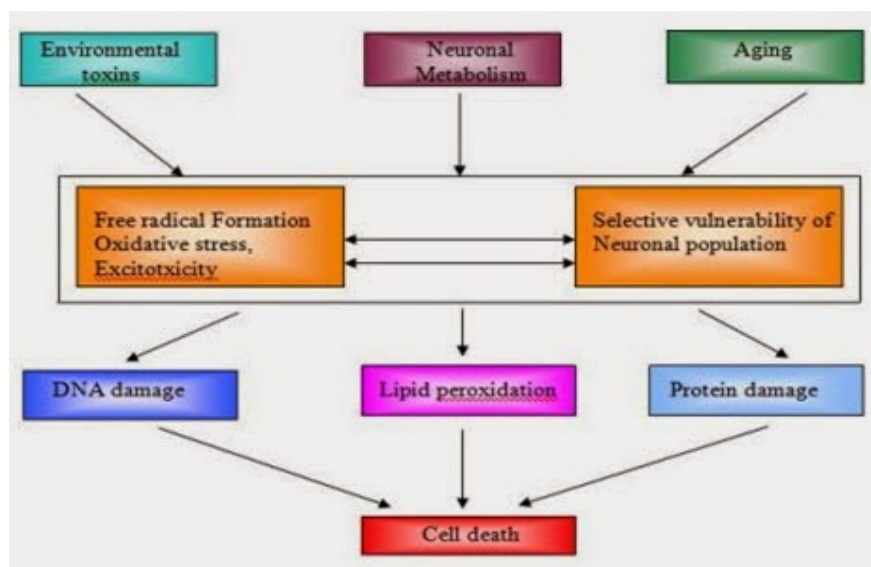 Environmental
toxins
Neuronal
Metabolism
Aging
Free radical Formation
Oxidative stress,
Excitotxicity
Selective vulnerability of
Neuronal population
DNA damage
Lipid peroxidation
Protein damage
Cell death